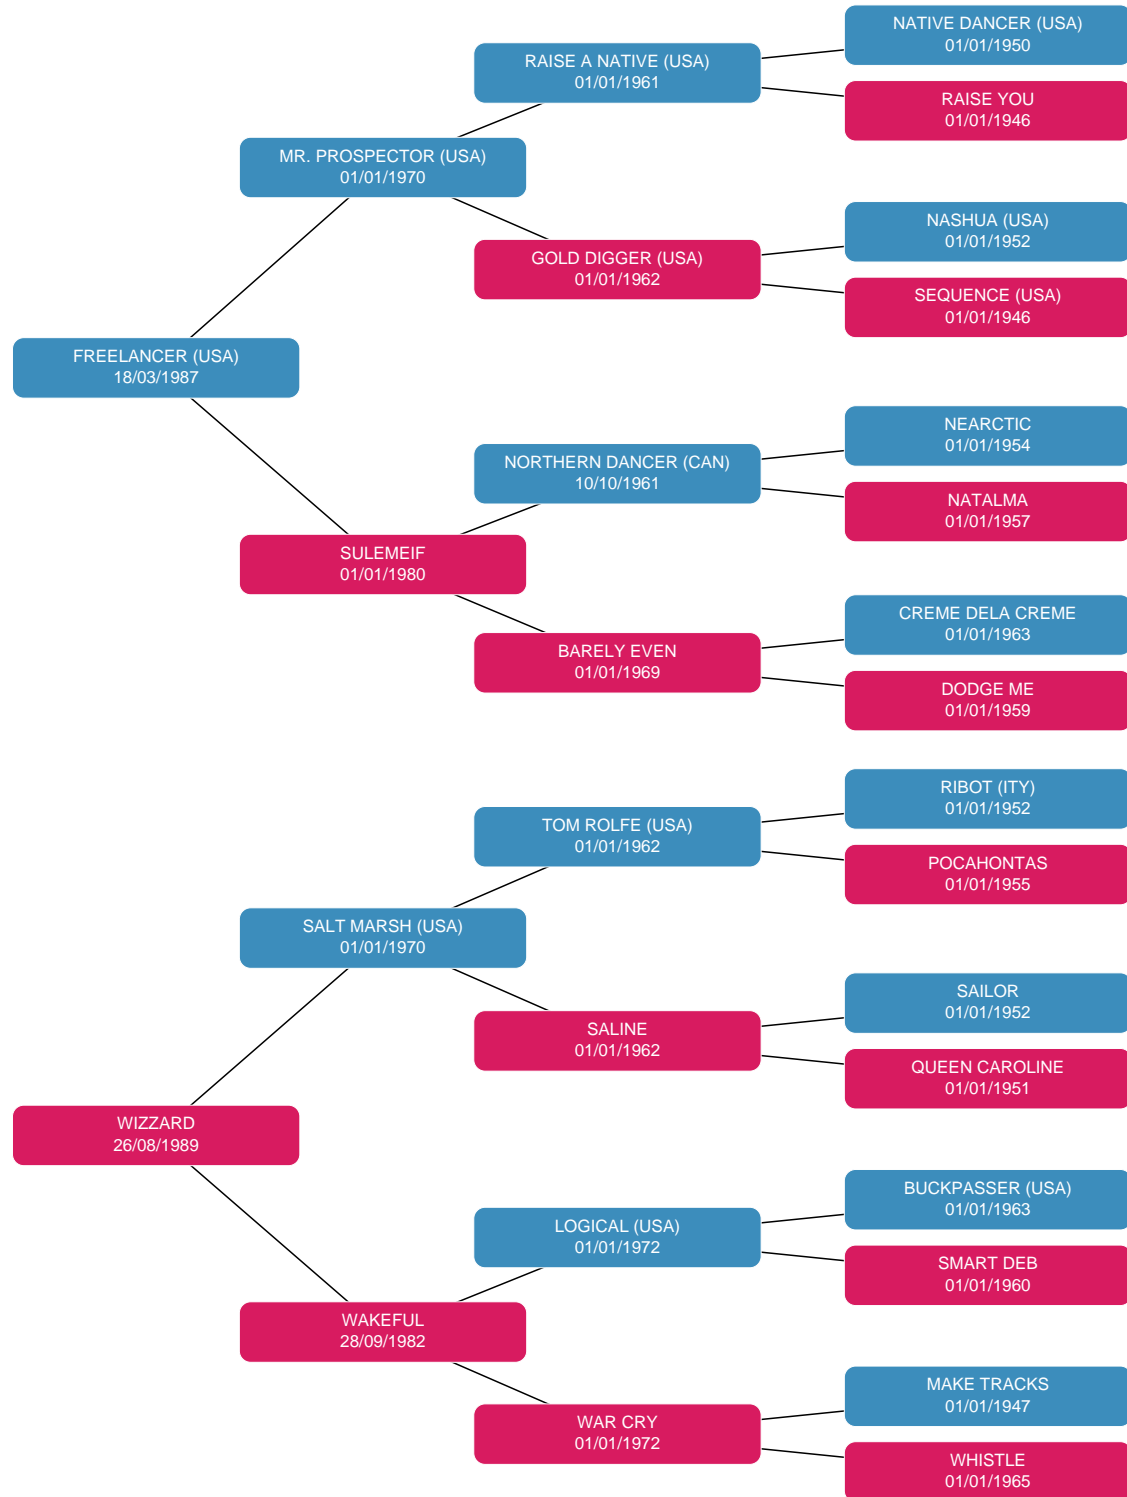 NATIVE DANCER (USA)
01/01/1950
RAISE A NATIVE (USA)
01/01/1961
RAISE YOU
01/01/1946
MR. PROSPECTOR (USA)
01/01/1970
NASHUA (USA)
01/01/1952
GOLD DIGGER (USA)
01/01/1962
SEQUENCE (USA)
01/01/1946
FREELANCER (USA)
18/03/1987
NEARCTIC
01/01/1954
NORTHERN DANCER (CAN)
10/10/1961
NATALMA
01/01/1957
SULEMEIF
01/01/1980
CREME DELA CREME
01/01/1963
BARELY EVEN
01/01/1969
DODGE ME
01/01/1959
RIBOT (ITY)
01/01/1952
TOM ROLFE (USA)
01/01/1962
POCAHONTAS
01/01/1955
SALT MARSH (USA)
01/01/1970
SAILOR
01/01/1952
SALINE
01/01/1962
QUEEN CAROLINE
01/01/1951
WIZZARD
26/08/1989
BUCKPASSER (USA)
01/01/1963
LOGICAL (USA)
01/01/1972
SMART DEB
01/01/1960
WAKEFUL
28/09/1982
MAKE TRACKS
01/01/1947
WAR CRY
01/01/1972
WHISTLE
01/01/1965